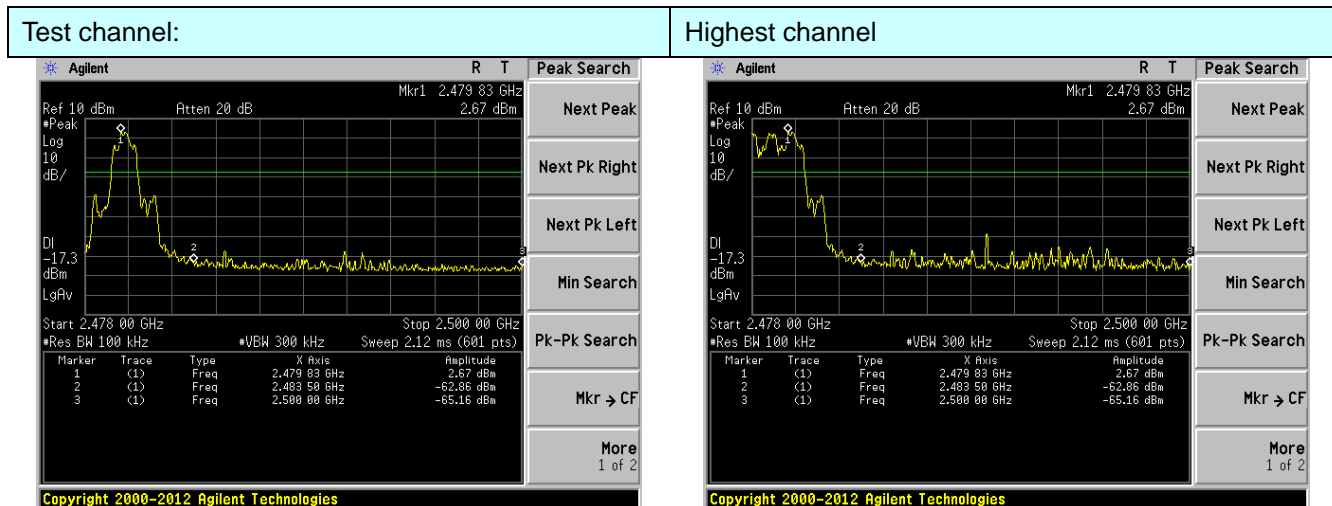 Test channel:
Highest channel
Agilent
R T
Peak Search
Mkr1 2.479 83 GHz
Ref 10 dBm Atten 20 dB 2.67 dBm
#Peak
Log
10
dB/
1
2
3
DI
-17.3
dBm
LgAv
Start 2.478 00 GHz Stop 2.500 00 GHz
#Res BW 100 kHz #VBW 300 kHz Sweep 2.12 ms (601 pts)
Marker Trace Type X Axis Amplitude
1 (1) Freq 2.479 83 GHz 2.67 dBm
2 (1) Freq 2.483 50 GHz -62.86 dBm
3 (1) Freq 2.500 00 GHz -65.16 dBm
Next Peak
Next Pk Right
Next Pk Left
Min Search
Pk-Pk Search
Mkr → CF
More
1 of 2
Copyright 2000-2012 Agilent Technologies
Agilent
R T
Peak Search
Mkr1 2.479 83 GHz
Ref 10 dBm Atten 20 dB 2.67 dBm
#Peak
Log
10
dB/
1
2
3
DI
-17.3
dBm
LgAv
Start 2.478 00 GHz Stop 2.500 00 GHz
#Res BW 100 kHz #VBW 300 kHz Sweep 2.12 ms (601 pts)
Marker Trace Type X Axis Amplitude
1 (1) Freq 2.479 83 GHz 2.67 dBm
2 (1) Freq 2.483 50 GHz -62.86 dBm
3 (1) Freq 2.500 00 GHz -65.16 dBm
Next Peak
Next Pk Right
Next Pk Left
Min Search
Pk-Pk Search
Mkr → CF
More
1 of 2
Copyright 2000-2012 Agilent Technologies